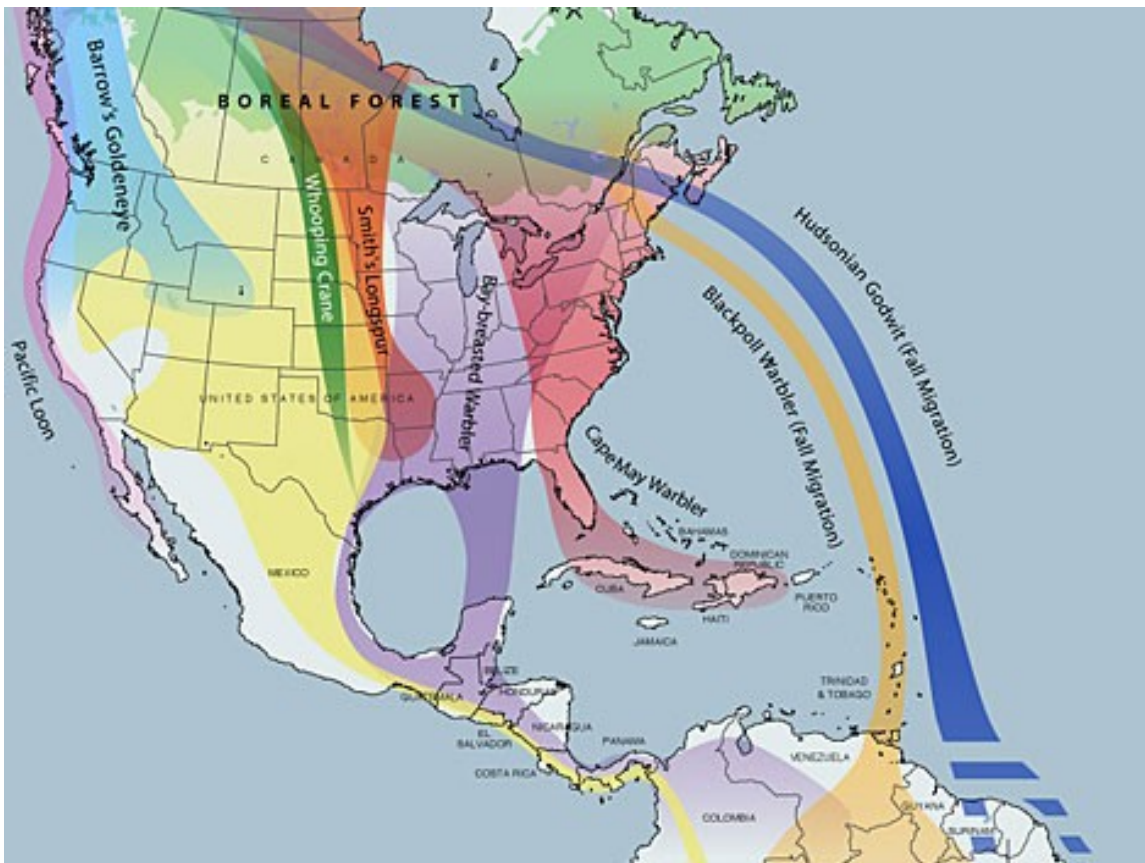 BOREAL FOREST
CANADA
Barrow's Goldeneye
Whooping Crane
Smith's Longspur
Bay-breasted Warbler
Hudsonian Godwit (Fall Migration)
Blackpoll Warbler (Fall Migration)
Pacific Loon
UNITED STATES OF AMERICA
Cape May Warbler
BAHAMAS
DOMINICAN
REPUBLIC
MEXICO
CUBA
PUERTO
RICO
HAITI
JAMAICA
BELIZE
GUATEMALA
HONDURAS
TRINIDAD
& TOBAGO
NICARAGUA
EL
SALVADOR
PANAMA
COSTA RICA
VENEZUELA
GUYANA
COLOMBIA
SURINAM